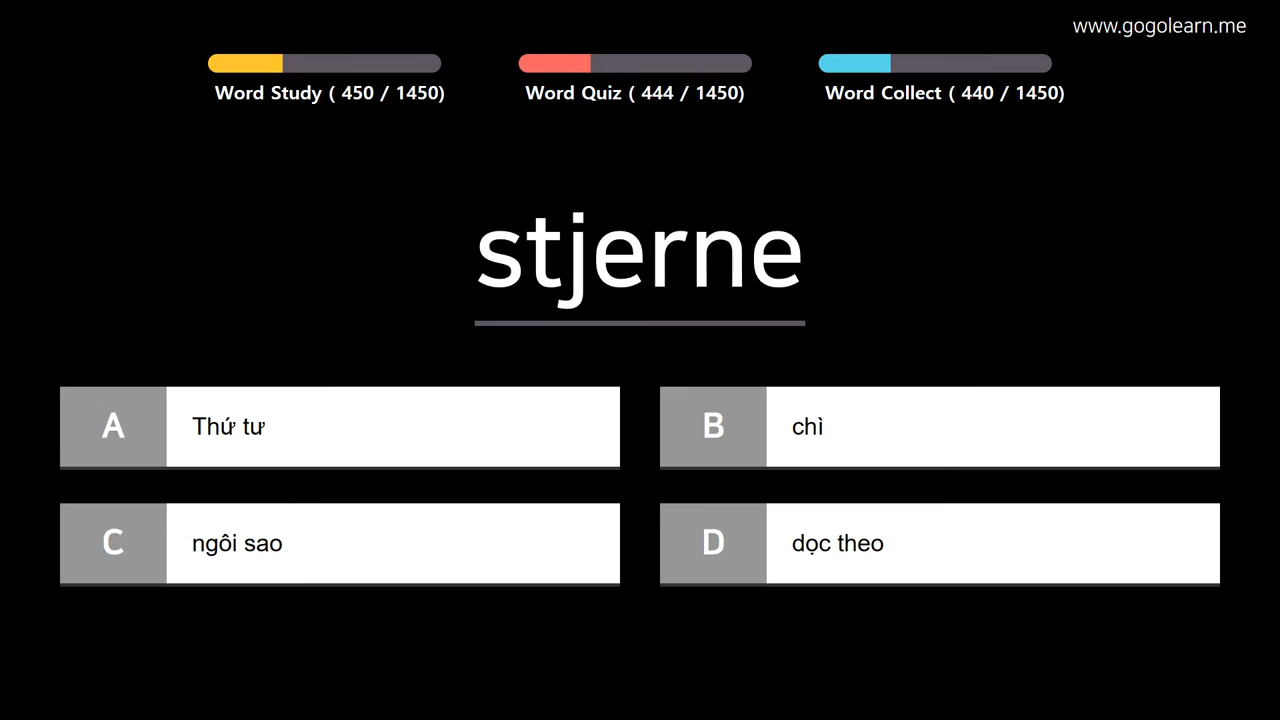 www.gogolearn.me
Word Study ( 450 / 1450)
Word Quiz ( 444 / 1450)
Word Collect ( 440 / 1450)
stjerne
A Thứ tư
B chì
C ngôi sao
D dọc theo